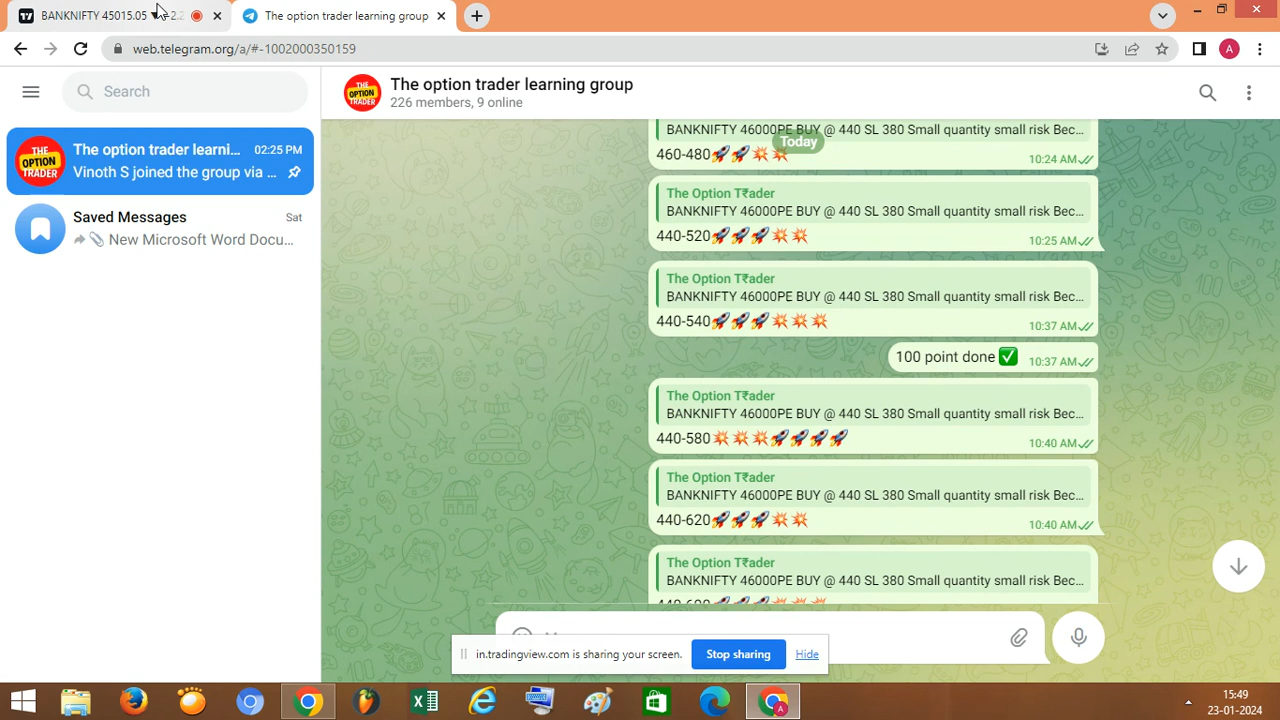 BANKNIFTY 45015.05 ▼ −2.2
The option trader learning group
web.telegram.org/a/#-1002000350159
A
Search
THE OPTION TRADER
The option trader learning group
226 members, 9 online
THE OPTION TRADER
The option trader learni... 02:25 PM
Vinoth S joined the group via ...
Saved Messages Sat
New Microsoft Word Docu...
BANKNIFTY 46000PE BUY @ 440 SL 380 Small quantity small risk Bec...
Today
460-480🚀🚀💥💥 10:24 AM
The Option T₹ader
BANKNIFTY 46000PE BUY @ 440 SL 380 Small quantity small risk Bec...
440-520🚀🚀🚀💥💥 10:25 AM
The Option T₹ader
BANKNIFTY 46000PE BUY @ 440 SL 380 Small quantity small risk Bec...
440-540🚀🚀🚀💥💥💥 10:37 AM
100 point done ✅ 10:37 AM
The Option T₹ader
BANKNIFTY 46000PE BUY @ 440 SL 380 Small quantity small risk Bec...
440-580💥💥💥🚀🚀🚀🚀 10:40 AM
The Option T₹ader
BANKNIFTY 46000PE BUY @ 440 SL 380 Small quantity small risk Bec...
440-620🚀🚀🚀💥💥 10:40 AM
The Option T₹ader
BANKNIFTY 46000PE BUY @ 440 SL 380 Small quantity small risk Bec...
in.tradingview.com is sharing your screen. Stop sharing Hide
15:49
23-01-2024